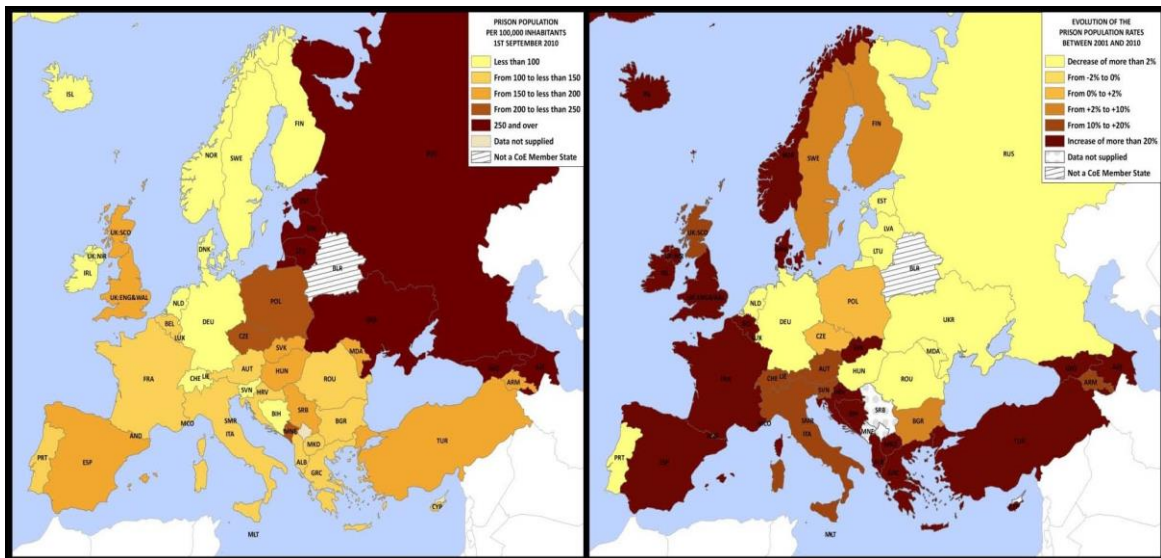 PRISON POPULATION
PER 100,000 INHABITANTS
1ST SEPTEMBER 2010
Less than 100
From 100 to less than 150
From 150 to less than 200
From 200 to less than 250
250 and over
Data not supplied
Not a CoE Member State
ISL
FIN
NOR
SWE
UK:SCO
DNK
UK:NIR
IRL
BLR
UK:ENG&WAL
NLD
POL
BEL
DEU
LUX
CZE
SVK
MDA
FRA
CHE
LIE
AUT
HUN
ROU
SVN
HRV
ARM
BIH
SRB
SMR
MCO
AND
BGR
ITA
MKD
TUR
PRT
ESP
ALB
GRC
CYP
MLT
EVOLUTION OF THE
PRISON POPULATION RATES
BETWEEN 2001 AND 2010
Decrease of more than 2%
From -2% to 0%
From 0% to +2%
From +2% to +10%
From 10% to +20%
Increase of more than 20%
Data not supplied
Not a CoE Member State
FIN
RUS
SWE
EST
UK:SCO
LVA
LTU
BLR
NLD
POL
DEU
UKR
CZE
MDA
CHE
AUT
HUN
ROU
SVN
ARM
SRB
MCO
SMR
MNE
BGR
ITA
PRT
MLT